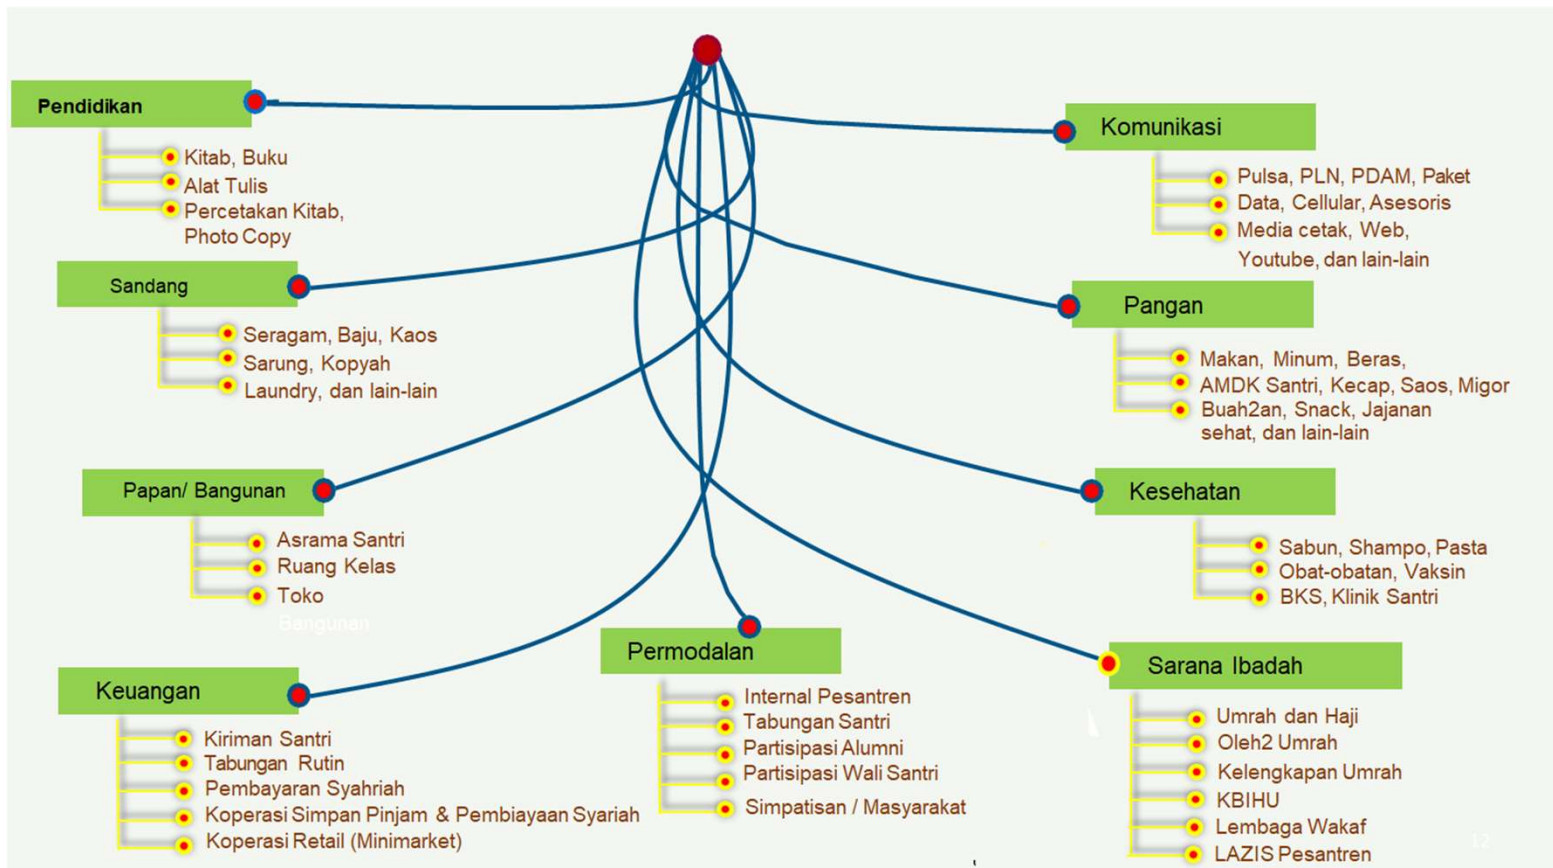 Pendidikan
Kitab, Buku
Alat Tulis
Percetakan Kitab,
Photo Copy
Sandang
Seragam, Baju, Kaos
Sarung, Kopyah
Laundry, dan lain-lain
Papan/ Bangunan
Asrama Santri
Ruang Kelas
Toko
Bangunan
Keuangan
Kiriman Santri
Tabungan Rutin
Pembayaran Syahriah
Koperasi Simpan Pinjam & Pembiayaan Syariah
Koperasi Retail (Minimarket)
Permodalan
Internal Pesantren
Tabungan Santri
Partisipasi Alumni
Partisipasi Wali Santri
Simpatisan / Masyarakat
Komunikasi
Pulsa, PLN, PDAM, Paket
Data, Cellular, Asesoris
Media cetak, Web,
Youtube, dan lain-lain
Pangan
Makan, Minum, Beras,
AMDK Santri, Kecap, Saos, Migor
Buah2an, Snack, Jajanan
sehat, dan lain-lain
Kesehatan
Sabun, Shampo, Pasta
Obat-obatan, Vaksin
BKS, Klinik Santri
Sarana Ibadah
Umrah dan Haji
Oleh2 Umrah
Kelengkapan Umrah
KBIHU
Lembaga Wakaf
LAZIS Pesantren
12